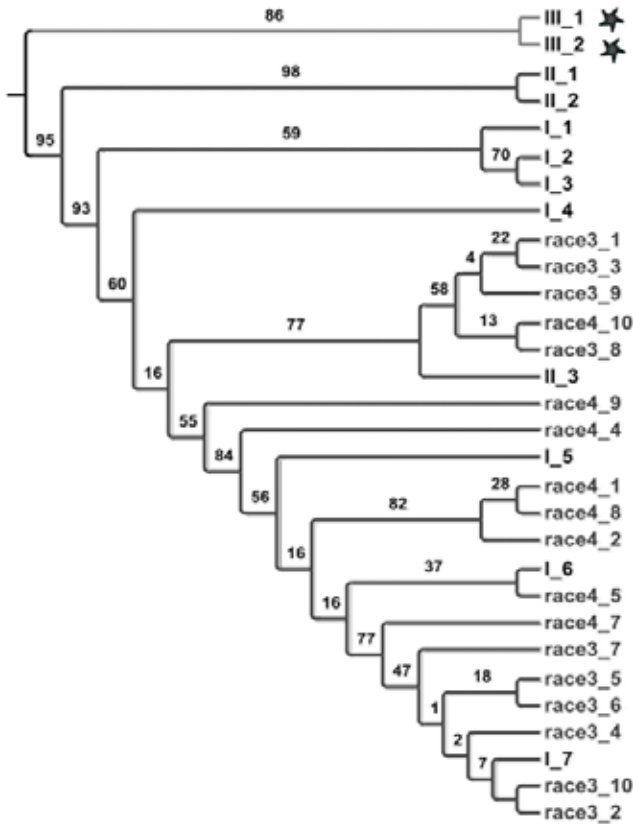 86
III_1
III_2
98
II_1
II_2
95
59
I_1
70
I_2
I_3
93
I_4
22
race3_1
4
race3_3
60
58
race3_9
13
race4_10
77
race3_8
16
II_3
race4_9
55
race4_4
84
I_5
56
28
race4_1
82
race4_8
16
race4_2
37
I_6
16
race4_5
77
race4_7
47
race3_7
18
race3_5
1
race3_6
2
race3_4
7
I_7
race3_10
race3_2